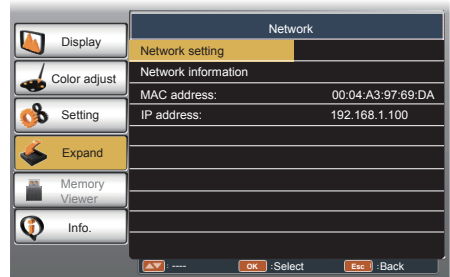 Network
Display
Color adjust
Setting
Expand
Memory
Viewer
Info.
Network setting
Network information
MAC address: 00:04:A3:97:69:DA
IP address: 192.168.1.100
: ---- OK :Select Esc :Back